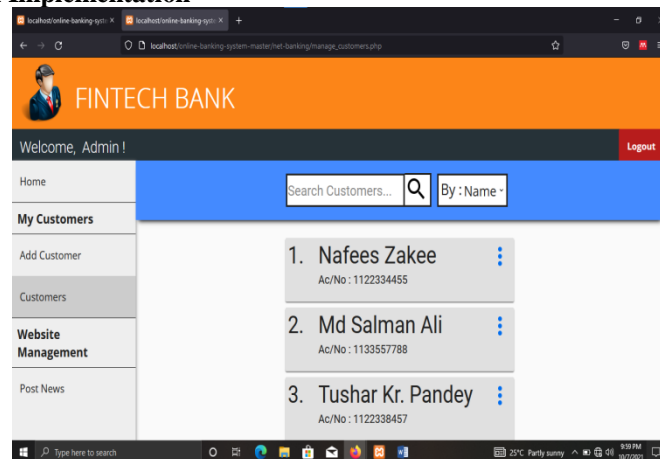 Implementation
localhost/online-banking-syste × localhost/online-banking-syste × +
localhost/online-banking-system-master/net-banking/manage_customers.php
FINTECH BANK
Welcome, Admin ! Logout
Home
Search Customers... By : Name
My Customers
Add Customer
1. Nafees Zakee
Ac/No : 1122334455
Customers
2. Md Salman Ali
Ac/No : 1133557788
Website
Management
Post News
3. Tushar Kr. Pandey
Ac/No : 1122338457
Type here to search 25°C Partly sunny 9:59 PM
10/7/2021